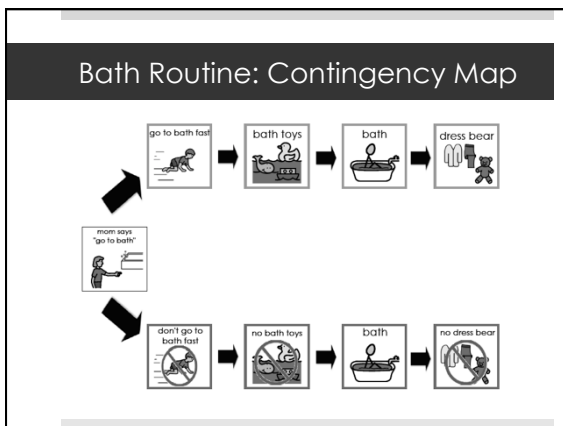 Bath Routine: Contingency Map
go to bath fast
bath toys
bath
dress bear
mom says
"go to bath"
don't go to
bath fast
no bath toys
bath
no dress bear